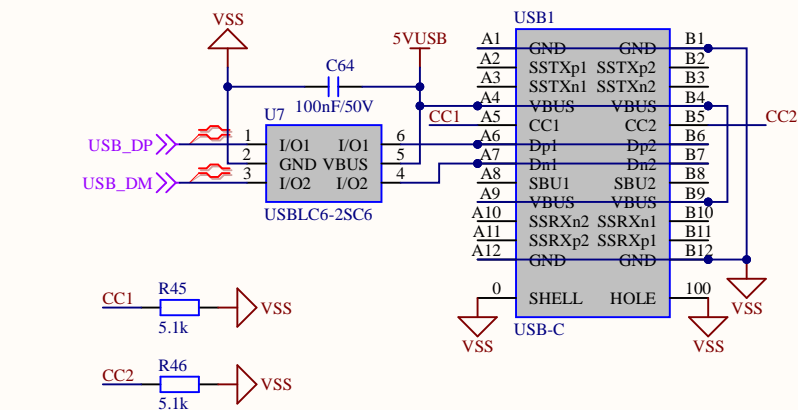 VSS
5VUSB
C64
100nF/50V
U7
USB_DP
USB_DM
1 I/O1 I/O1 6
2 GND VBUS 5
3 I/O2 I/O2 4
USBLC6-2SC6
USB1
A1 GND GND B1
A2 SSTXp1 SSTXp2 B2
A3 SSTXn1 SSTXn2 B3
A4 VBUS VBUS B4
CC1 A5 CC1 CC2 B5 CC2
A6 Dp1 Dp2 B6
A7 Dn1 Dn2 B7
A8 SBU1 SBU2 B8
A9 VBUS VBUS B9
A10 SSRXn2 SSRXn1 B10
A11 SSRXp2 SSRXp1 B11
A12 GND GND B12
0 SHELL HOLE 100
USB-C
VSS
VSS
VSS
R45
CC1
VSS
5.1k
R46
CC2
VSS
5.1k